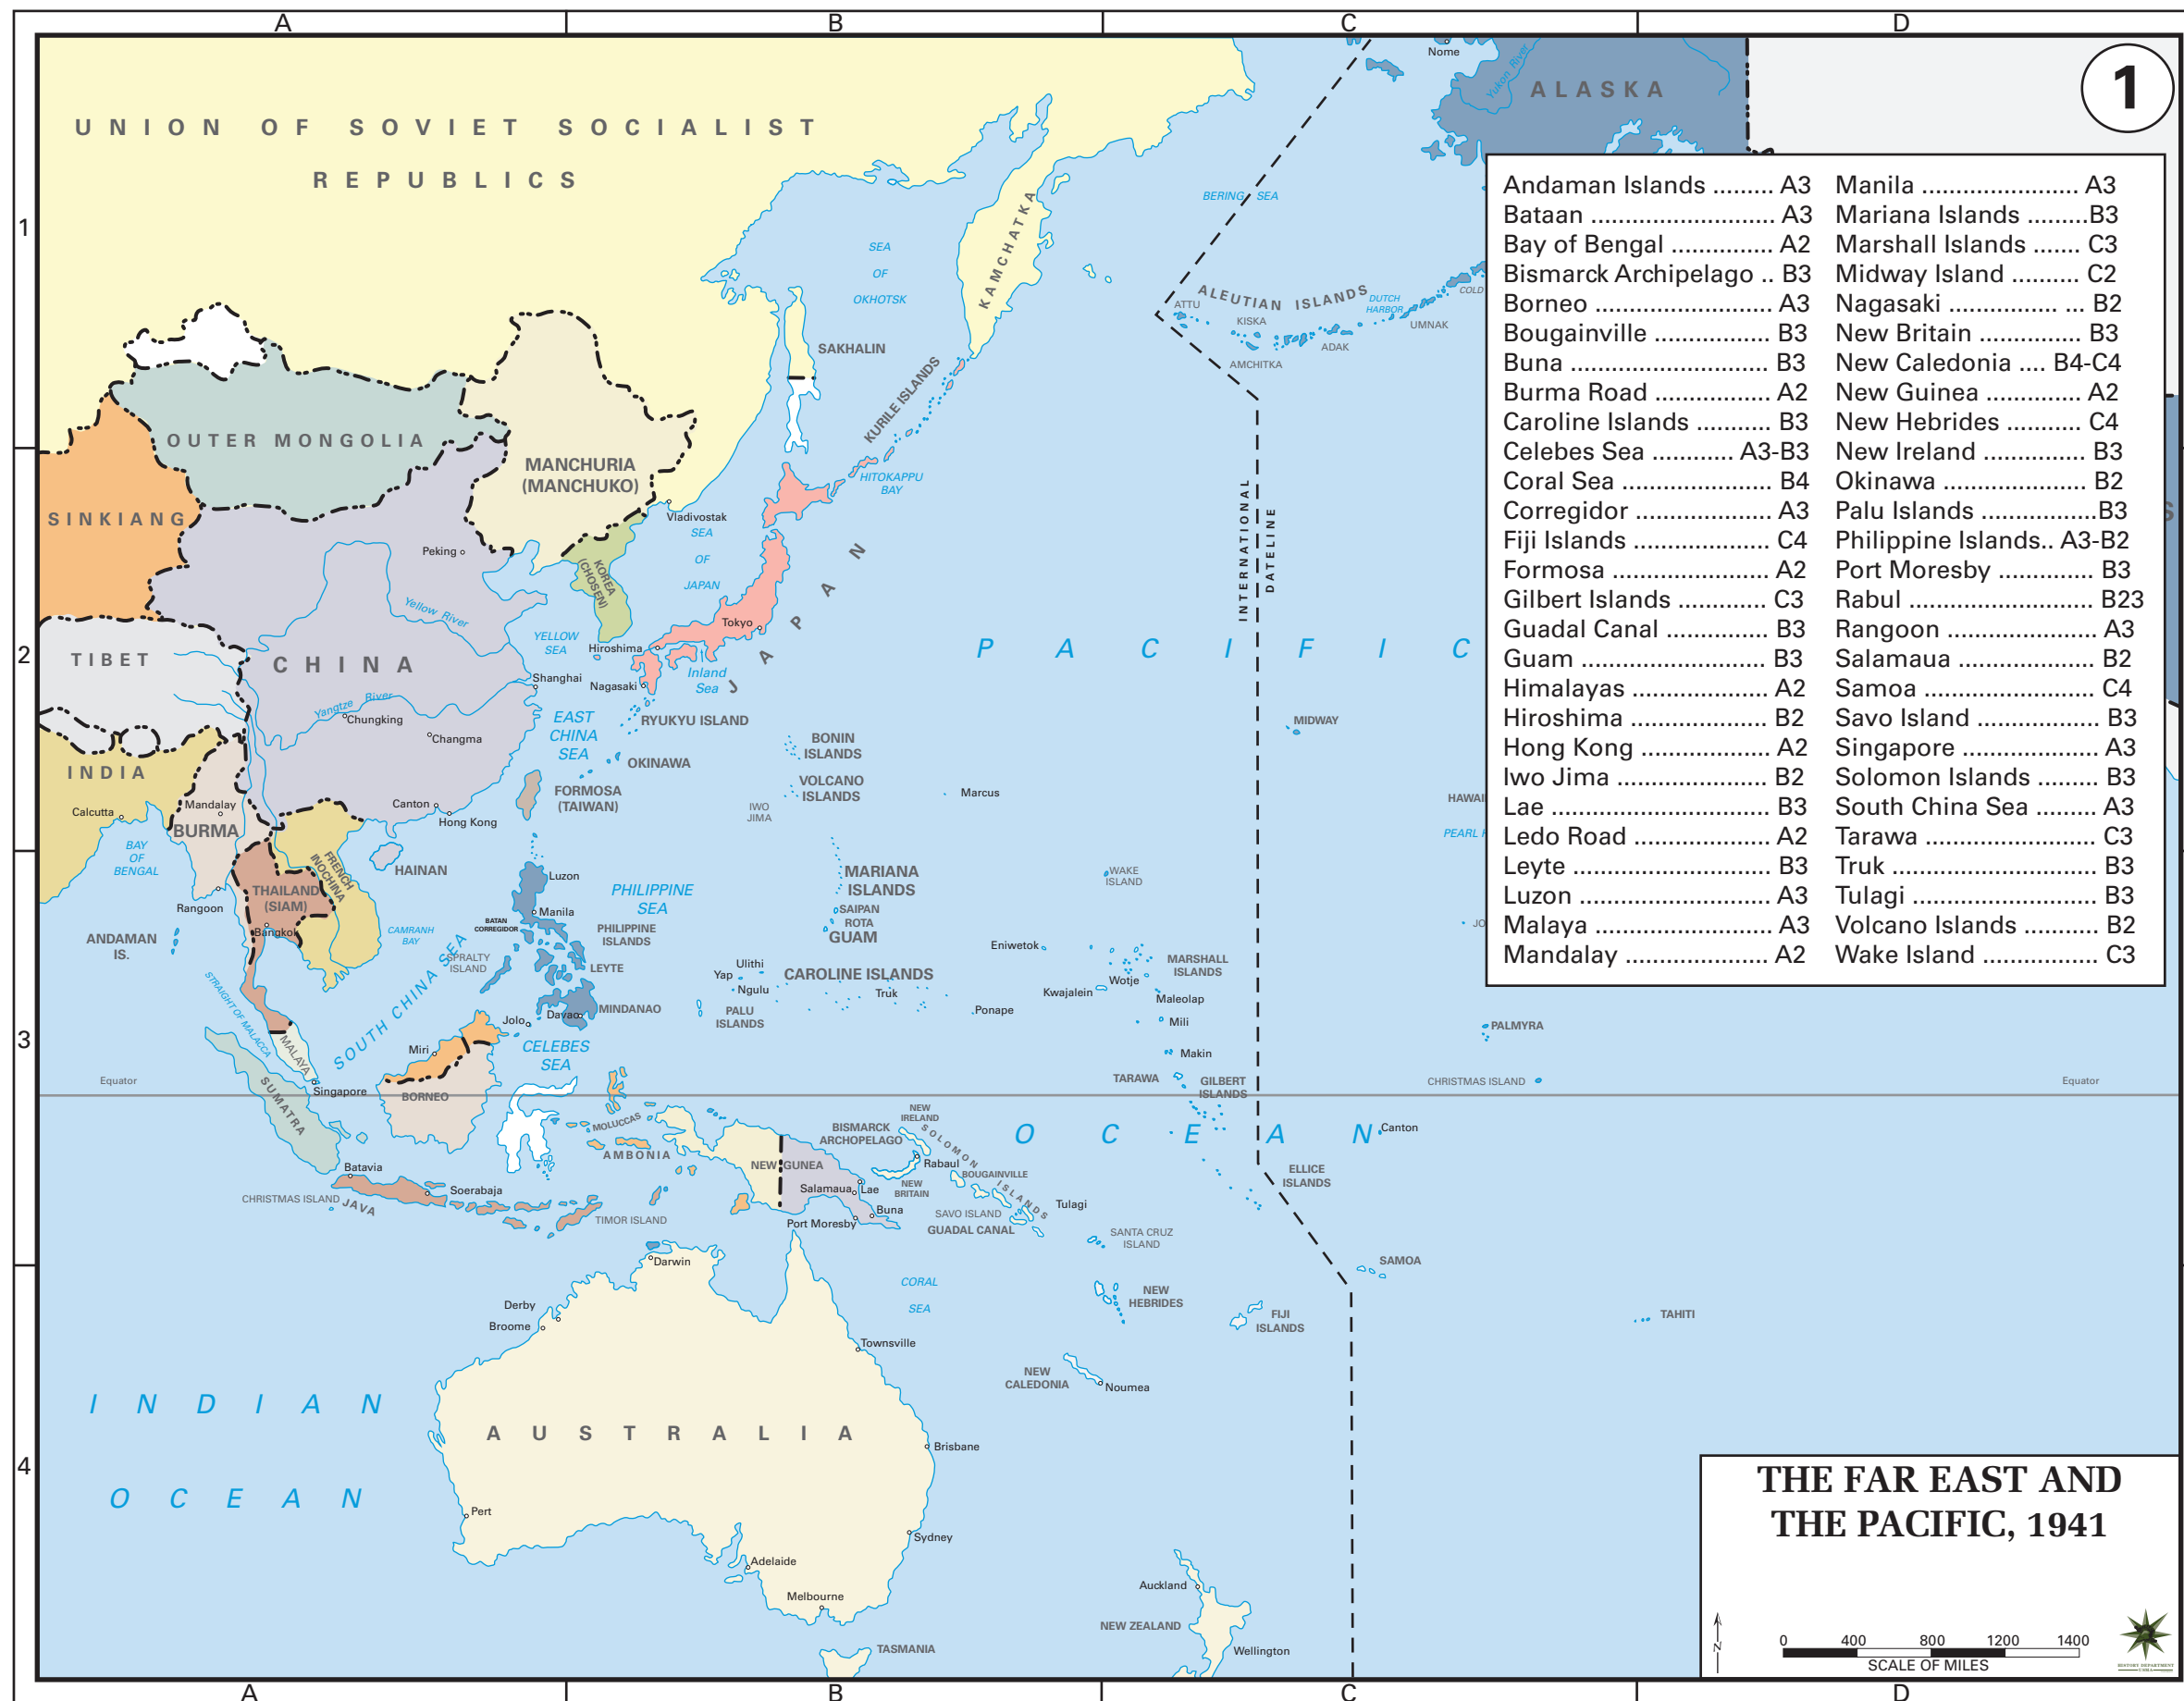 A B C D
1
UNION OF SOVIET SOCIALIST
REPUBLICS
Nome
Yukon River
ALASKA
1
BERING SEA
SEA
OF
OKHOTSK
KAMCHATKA
ALEUTIAN ISLANDS
ATTU
KISKA
AMCHITKA
ADAK
DUTCH
HARBOR
UMNAK
COLD
SAKHALIN
KURILE ISLANDS
HITOKAPPU
BAY
OUTER MONGOLIA
MANCHURIA
(MANCHUKO)
SINKIANG
Vladivostak
SEA
OF
JAPAN
Peking
KOREA
(CHOSEN)
JAPAN
INTERNATIONAL
DATELINE
Yellow River
YELLOW
SEA
Tokyo
Hiroshima
Inland
Sea
2
TIBET
CHINA
PACIFIC
Shanghai
Nagasaki
Yangtze River
Chungking
Changma
EAST
CHINA
SEA
RYUKYU ISLAND
MIDWAY
BONIN
ISLANDS
OKINAWA
INDIA
VOLCANO
ISLANDS
FORMOSA
(TAIWAN)
Marcus
IWO
JIMA
Calcutta
Mandalay
BURMA
Canton
Hong Kong
HAWAI
PEARL
BAY
OF
BENGAL
FRENCH
INOCHINA
HAINAN
Luzon
PHILIPPINE
SEA
MARIANA
ISLANDS
WAKE
ISLAND
THAILAND
(SIAM)
Rangoon
Bangkok
Manila
BATAN
CORREGIDOR
PHILIPPINE
ISLANDS
SAIPAN
ROTA
GUAM
JO
ANDAMAN
IS.
CAMRANH
BAY
SPRALTY
ISLAND
LEYTE
Eniwetok
MARSHALL
ISLANDS
STRAIGHT OF MALACCA
SOUTH CHINA SEA
Ulithi
Yap
Ngulu
CAROLINE ISLANDS
Truk
Kwajalein
Wotje
Maleolap
MINDANAO
Davao
Jolo
PALU
ISLANDS
Ponape
Mili
PALMYRA
3
CELEBES
SEA
Miri
MALAYA
Makin
TARAWA
GILBERT
ISLANDS
CHRISTMAS ISLAND
Equator
Equator
Singapore
SUMATRA
BORNEO
MOLUCCAS
AMBONIA
NEW
IRELAND
BISMARCK
ARCHOPELAGO
SOLOMON
ISLANDS
OCEAN
Canton
NEW GUNEA
Rabaul
BOUGAINVILLE
ELLICE
ISLANDS
Batavia
Soerabaja
CHRISTMAS ISLAND
JAVA
TIMOR ISLAND
Salamaua
Lae
NEW
BRITAIN
Buna
Port Moresby
SAVO ISLAND
GUADAL CANAL
Tulagi
SANTA CRUZ
ISLAND
SAMOA
Darwin
CORAL
SEA
NEW
HEBRIDES
FIJI
ISLANDS
TAHITI
Derby
Broome
Townsville
NEW
CALEDONIA
Noumea
INDIAN
OCEAN
AUSTRALIA
Brisbane
4
Pert
Sydney
Adelaide
Melbourne
TASMANIA
Auckland
NEW ZEALAND
Wellington
S
Andaman Islands ....... A3
Bataan ........................... A3
Bay of Bengal ............... A2
Bismarck Archipelago .. B3
Borneo .......................... A3
Bougainville ................. B3
Buna ............................. B3
Burma Road ................. A2
Caroline Islands ........... B3
Celebes Sea ............ A3-B3
Coral Sea ...................... B4
Corregidor .................... A3
Fiji Islands .................... C4
Formosa ....................... A2
Gilbert Islands ............. C3
Guadal Canal ............... B3
Guam ............................. B3
Himalayas .................... A2
Hiroshima .................... B2
Hong Kong ................... A2
Iwo Jima ...................... B2
Lae ................................ B3
Ledo Road .................... A2
Leyte ............................. B3
Luzon ............................ A3
Malaya .......................... A3
Mandalay ..................... A2
Manila ....................... A3
Mariana Islands .........B3
Marshall Islands ....... C3
Midway Island .......... C2
Nagasaki ................ ... B2
New Britain ............... B3
New Caledonia .... B4-C4
New Guinea .............. A2
New Hebrides ........... C4
New Ireland ............... B3
Okinawa ..................... B2
Palu Islands .................B3
Philippine Islands.. A3-B2
Port Moresby .............. B3
Rabul ........................... B23
Rangoon ...................... A3
Salamaua .................... B2
Samoa ......................... C4
Savo Island .................. B3
Singapore .................... A3
Solomon Islands ......... B3
South China Sea ......... A3
Tarawa ......................... C3
Truk .............................. B3
Tulagi ........................... B3
Volcano Islands ........... B2
Wake Island ................. C3
THE FAR EAST AND
THE PACIFIC, 1941
N
0 400 800 1200 1400
SCALE OF MILES
HISTORY DEPARTMENT
USMA
A B C D